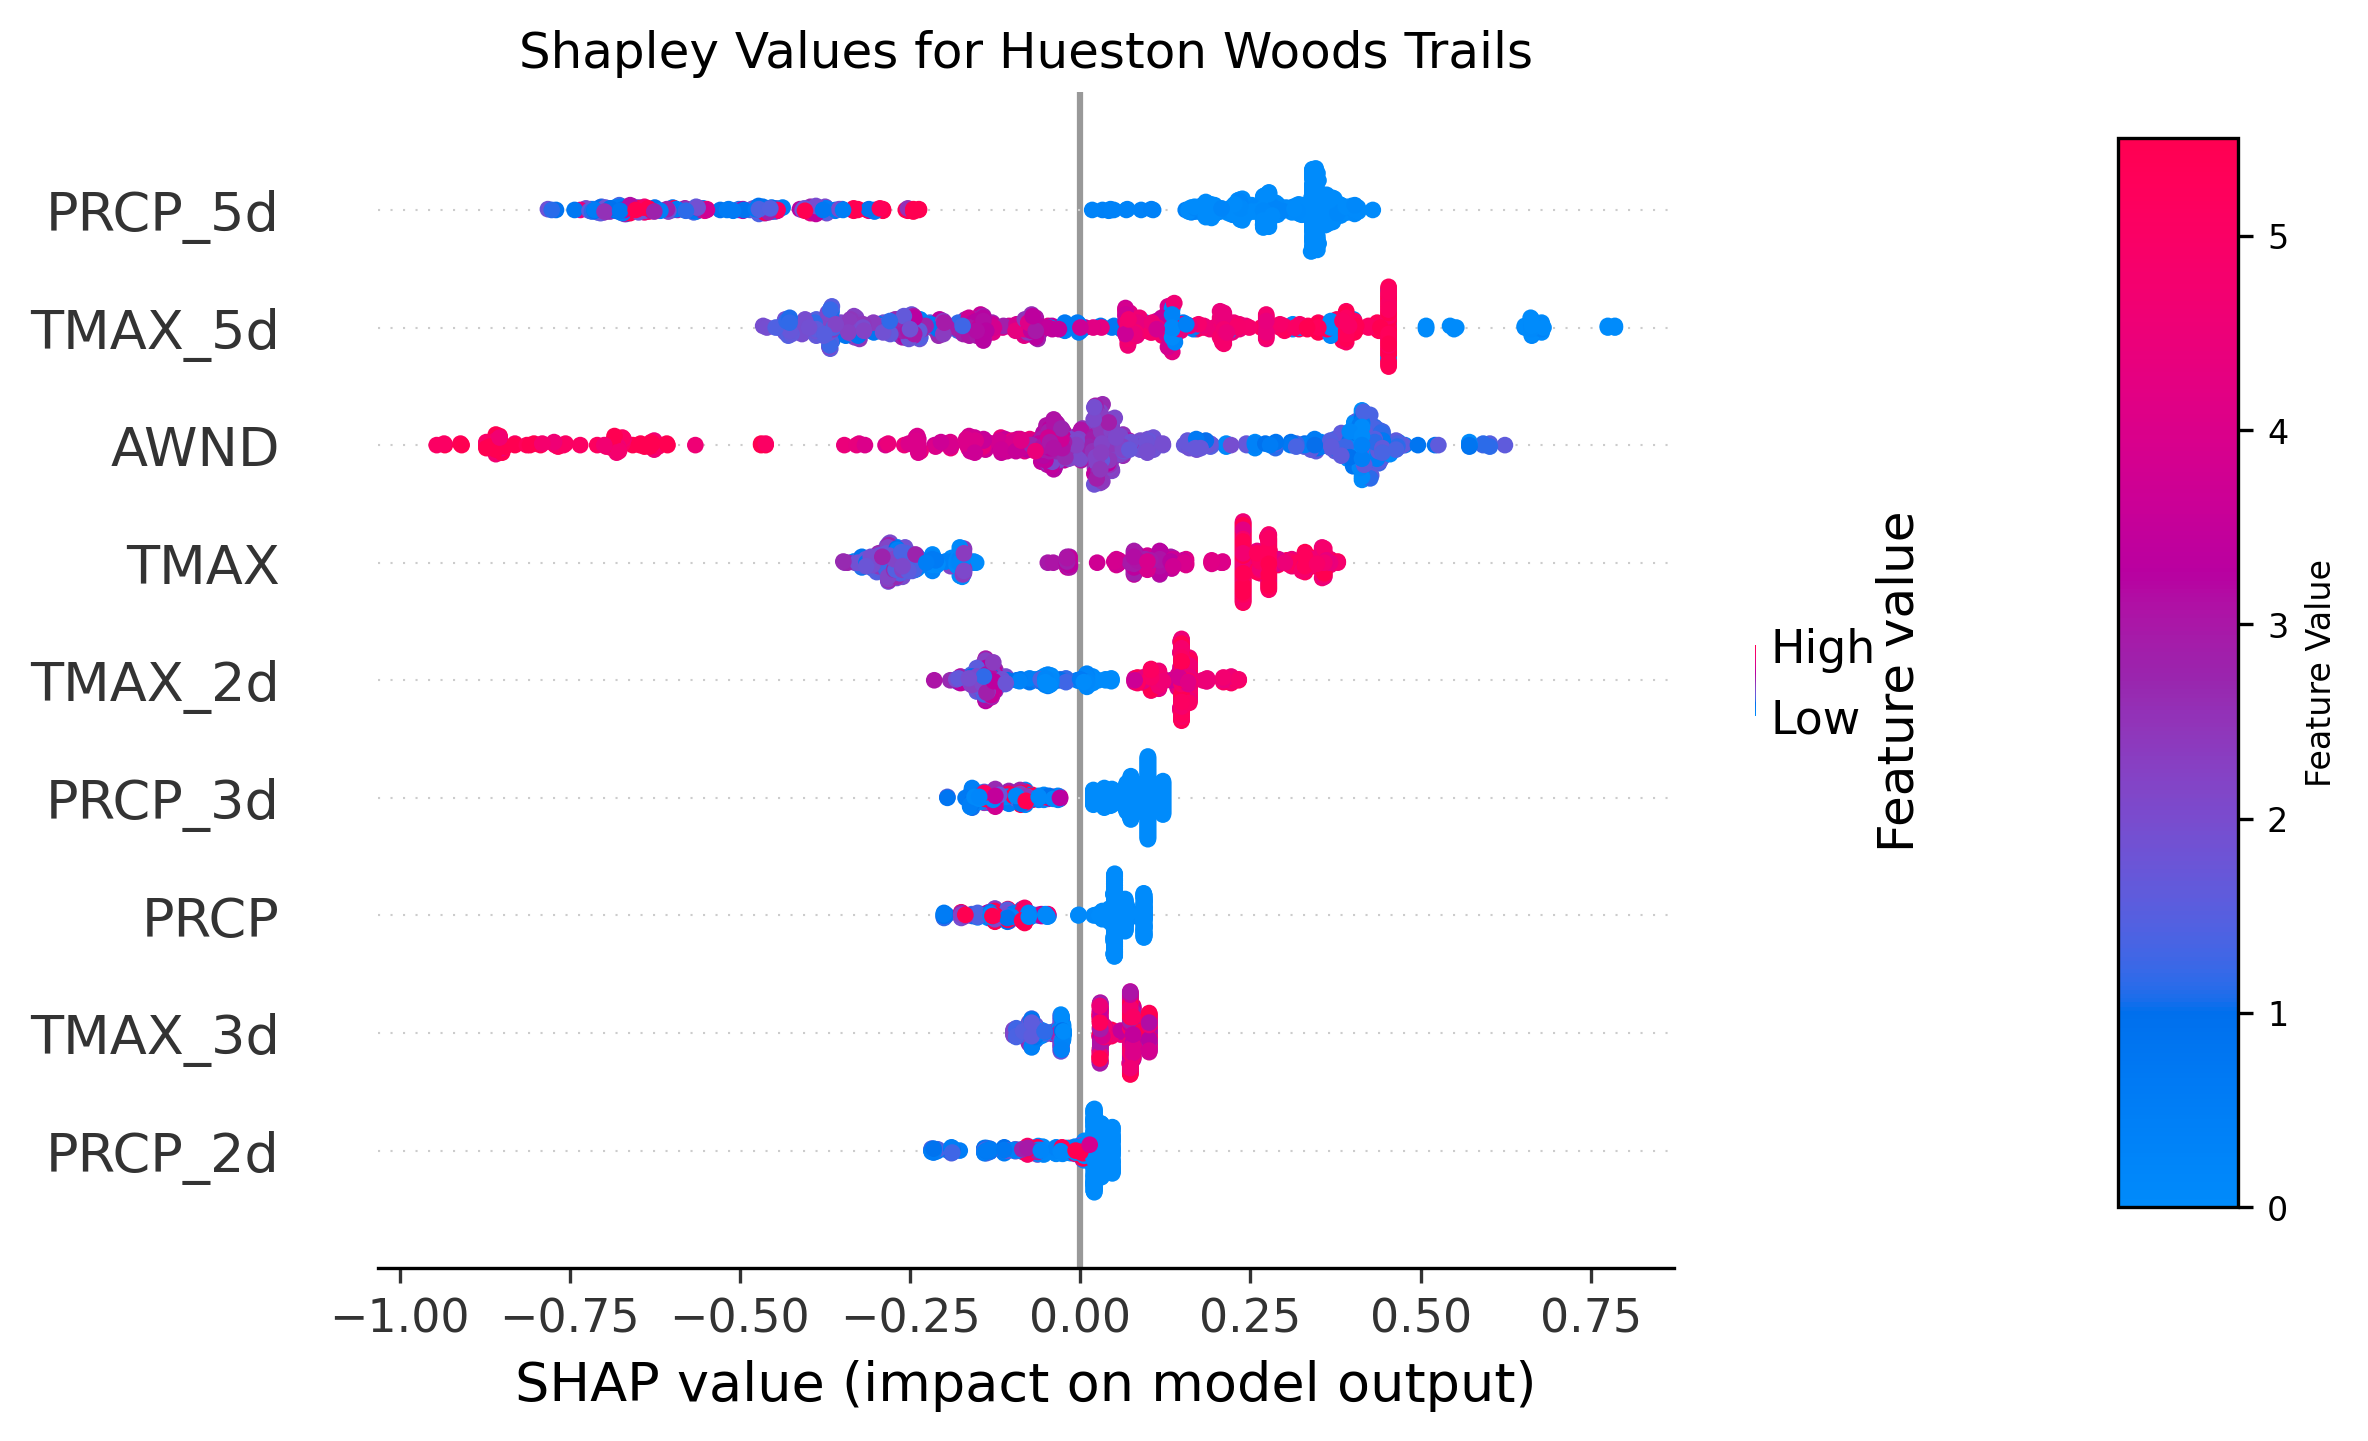 Shapley Values for Hueston Woods Trails
PRCP_5d
TMAX_5d
AWND
TMAX
TMAX_2d
PRCP_3d
PRCP
TMAX_3d
PRCP_2d
−1.00 −0.75 −0.50 −0.25 0.00 0.25 0.50 0.75
SHAP value (impact on model output)
High
Low
Feature value
5
4
3
2
1
0
Feature Value